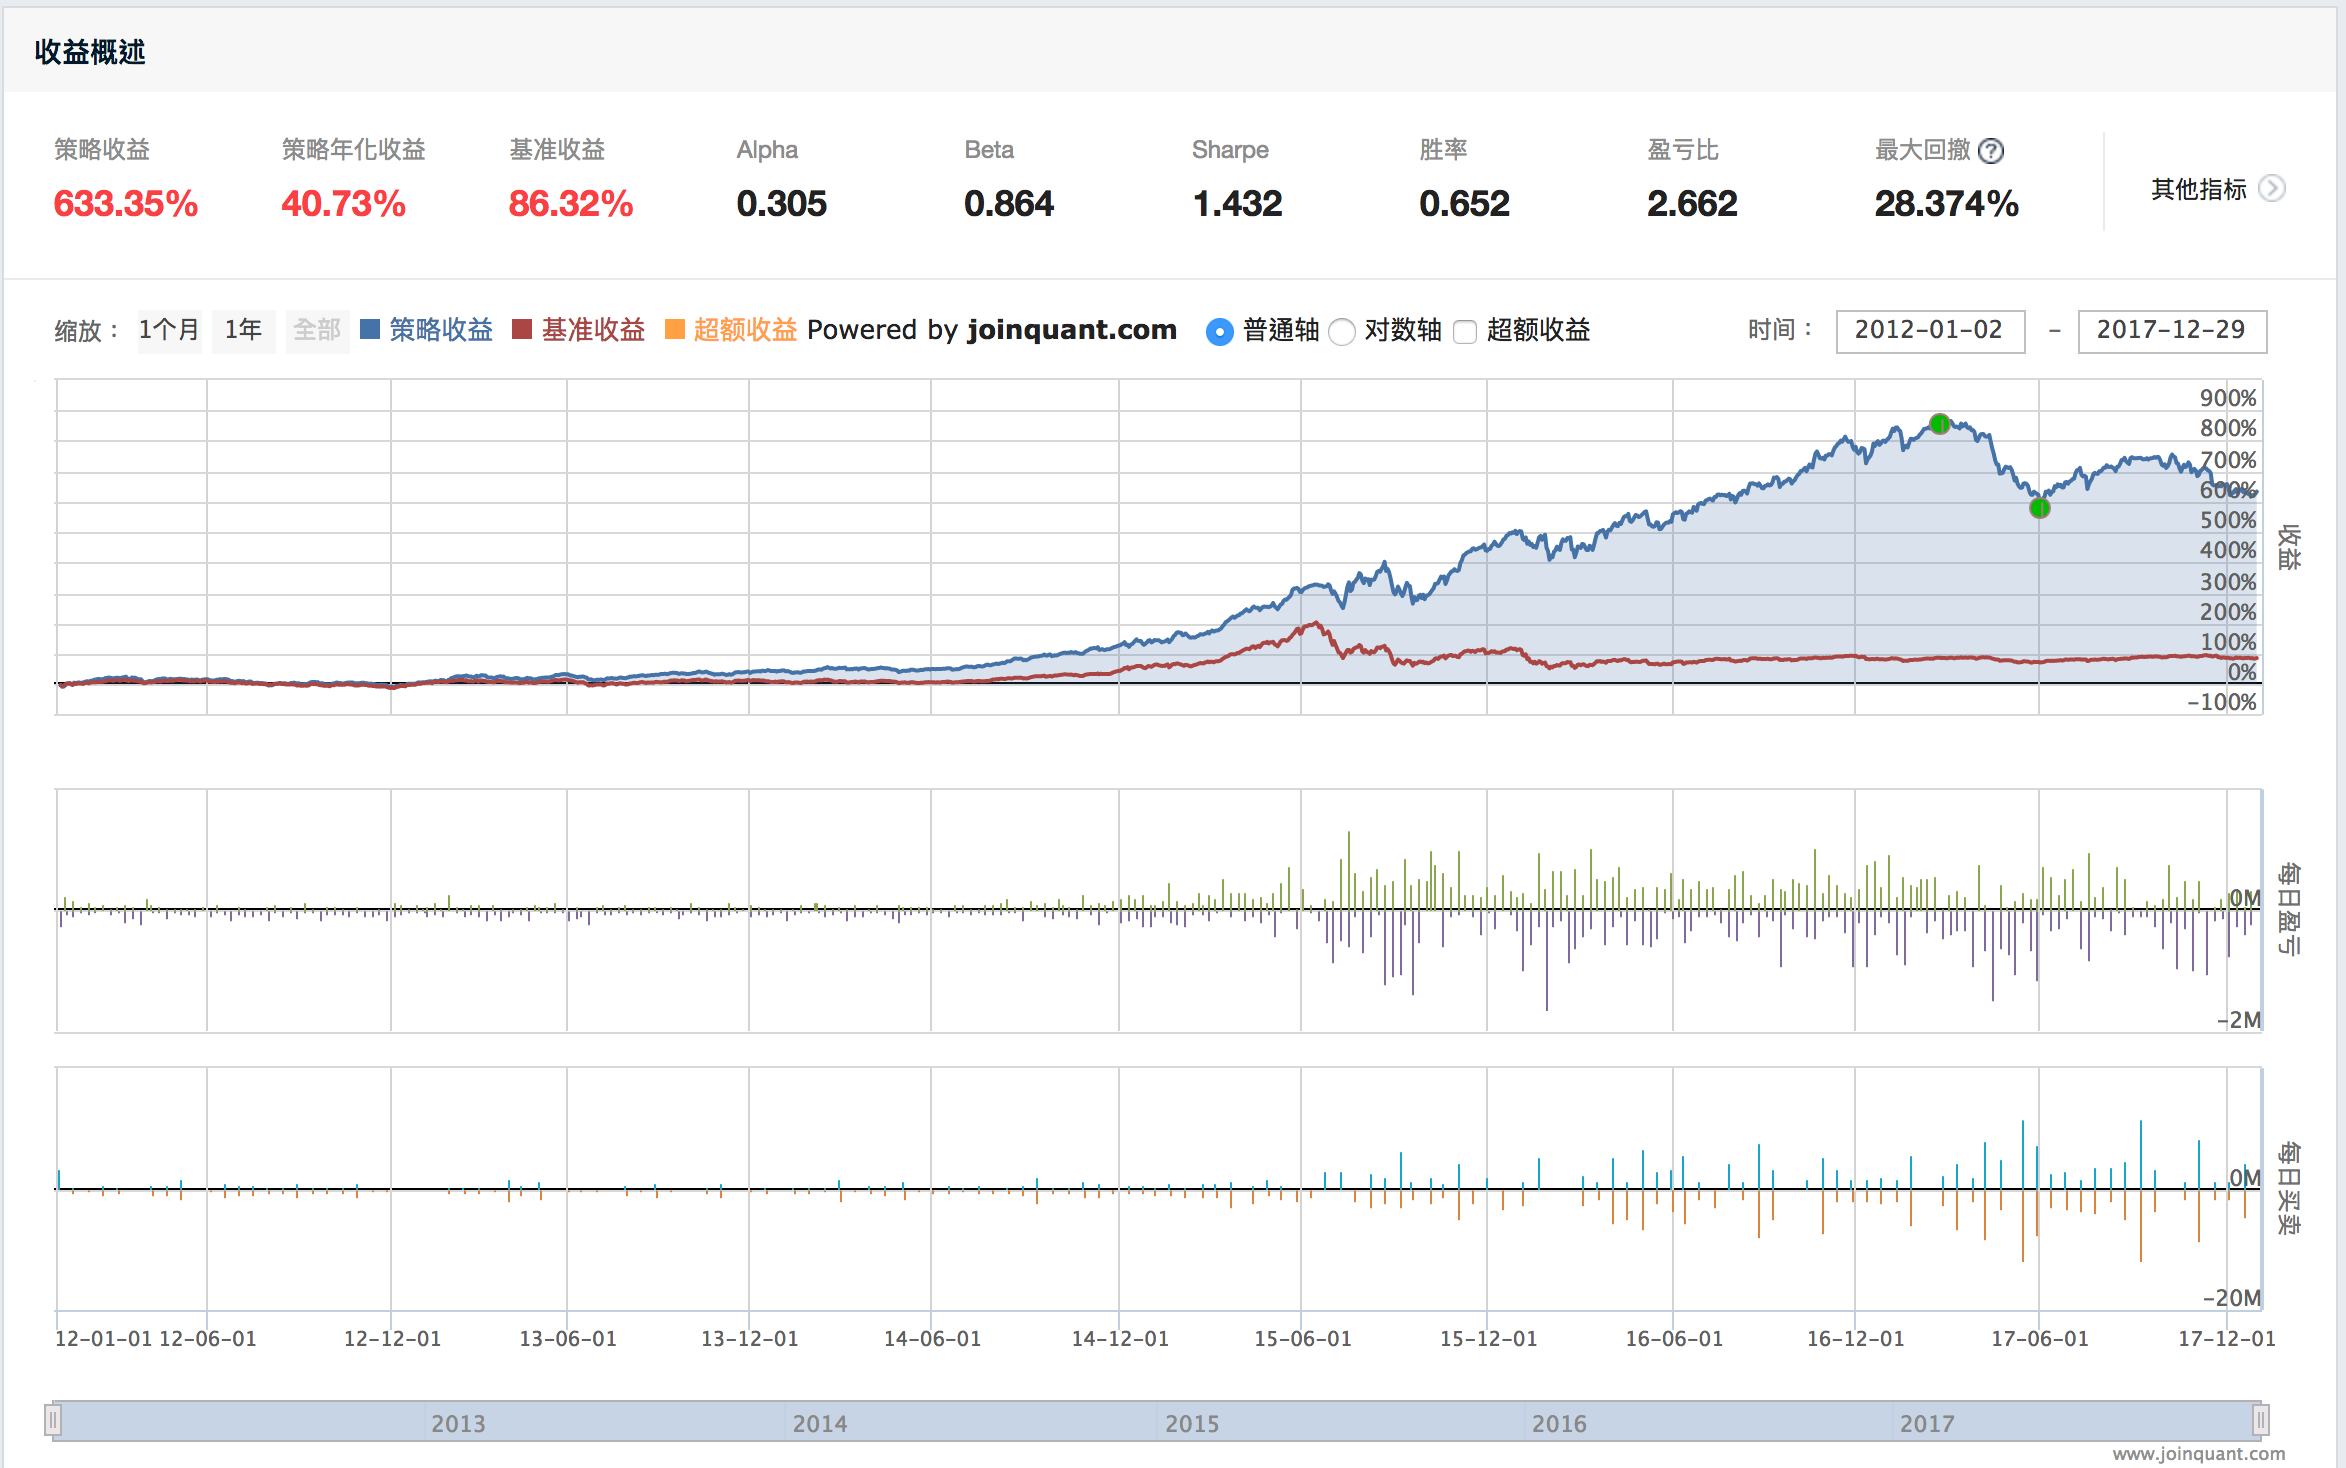 收益概述
策略收益 策略年化收益 基准收益 Alpha Beta Sharpe 胜率 盈亏比 最大回撤 ?
633.35% 40.73% 86.32% 0.305 0.864 1.432 0.652 2.662 28.374% 其他指标
缩放： 1个月 1年 全部 策略收益 基准收益 超额收益 Powered by joinquant.com 普通轴 对数轴 超额收益 时间： 2012-01-02 – 2017-12-29
900%
800%
700%
600%
500%
400%
300%
200%
100%
0%
-100%
收益
0M
-2M
每日盈亏
0M
-20M
每日买卖
12-01-01 12-06-01 12-12-01 13-06-01 13-12-01 14-06-01 14-12-01 15-06-01 15-12-01 16-06-01 16-12-01 17-06-01 17-12-01
2013 2014 2015 2016 2017
www.joinquant.com